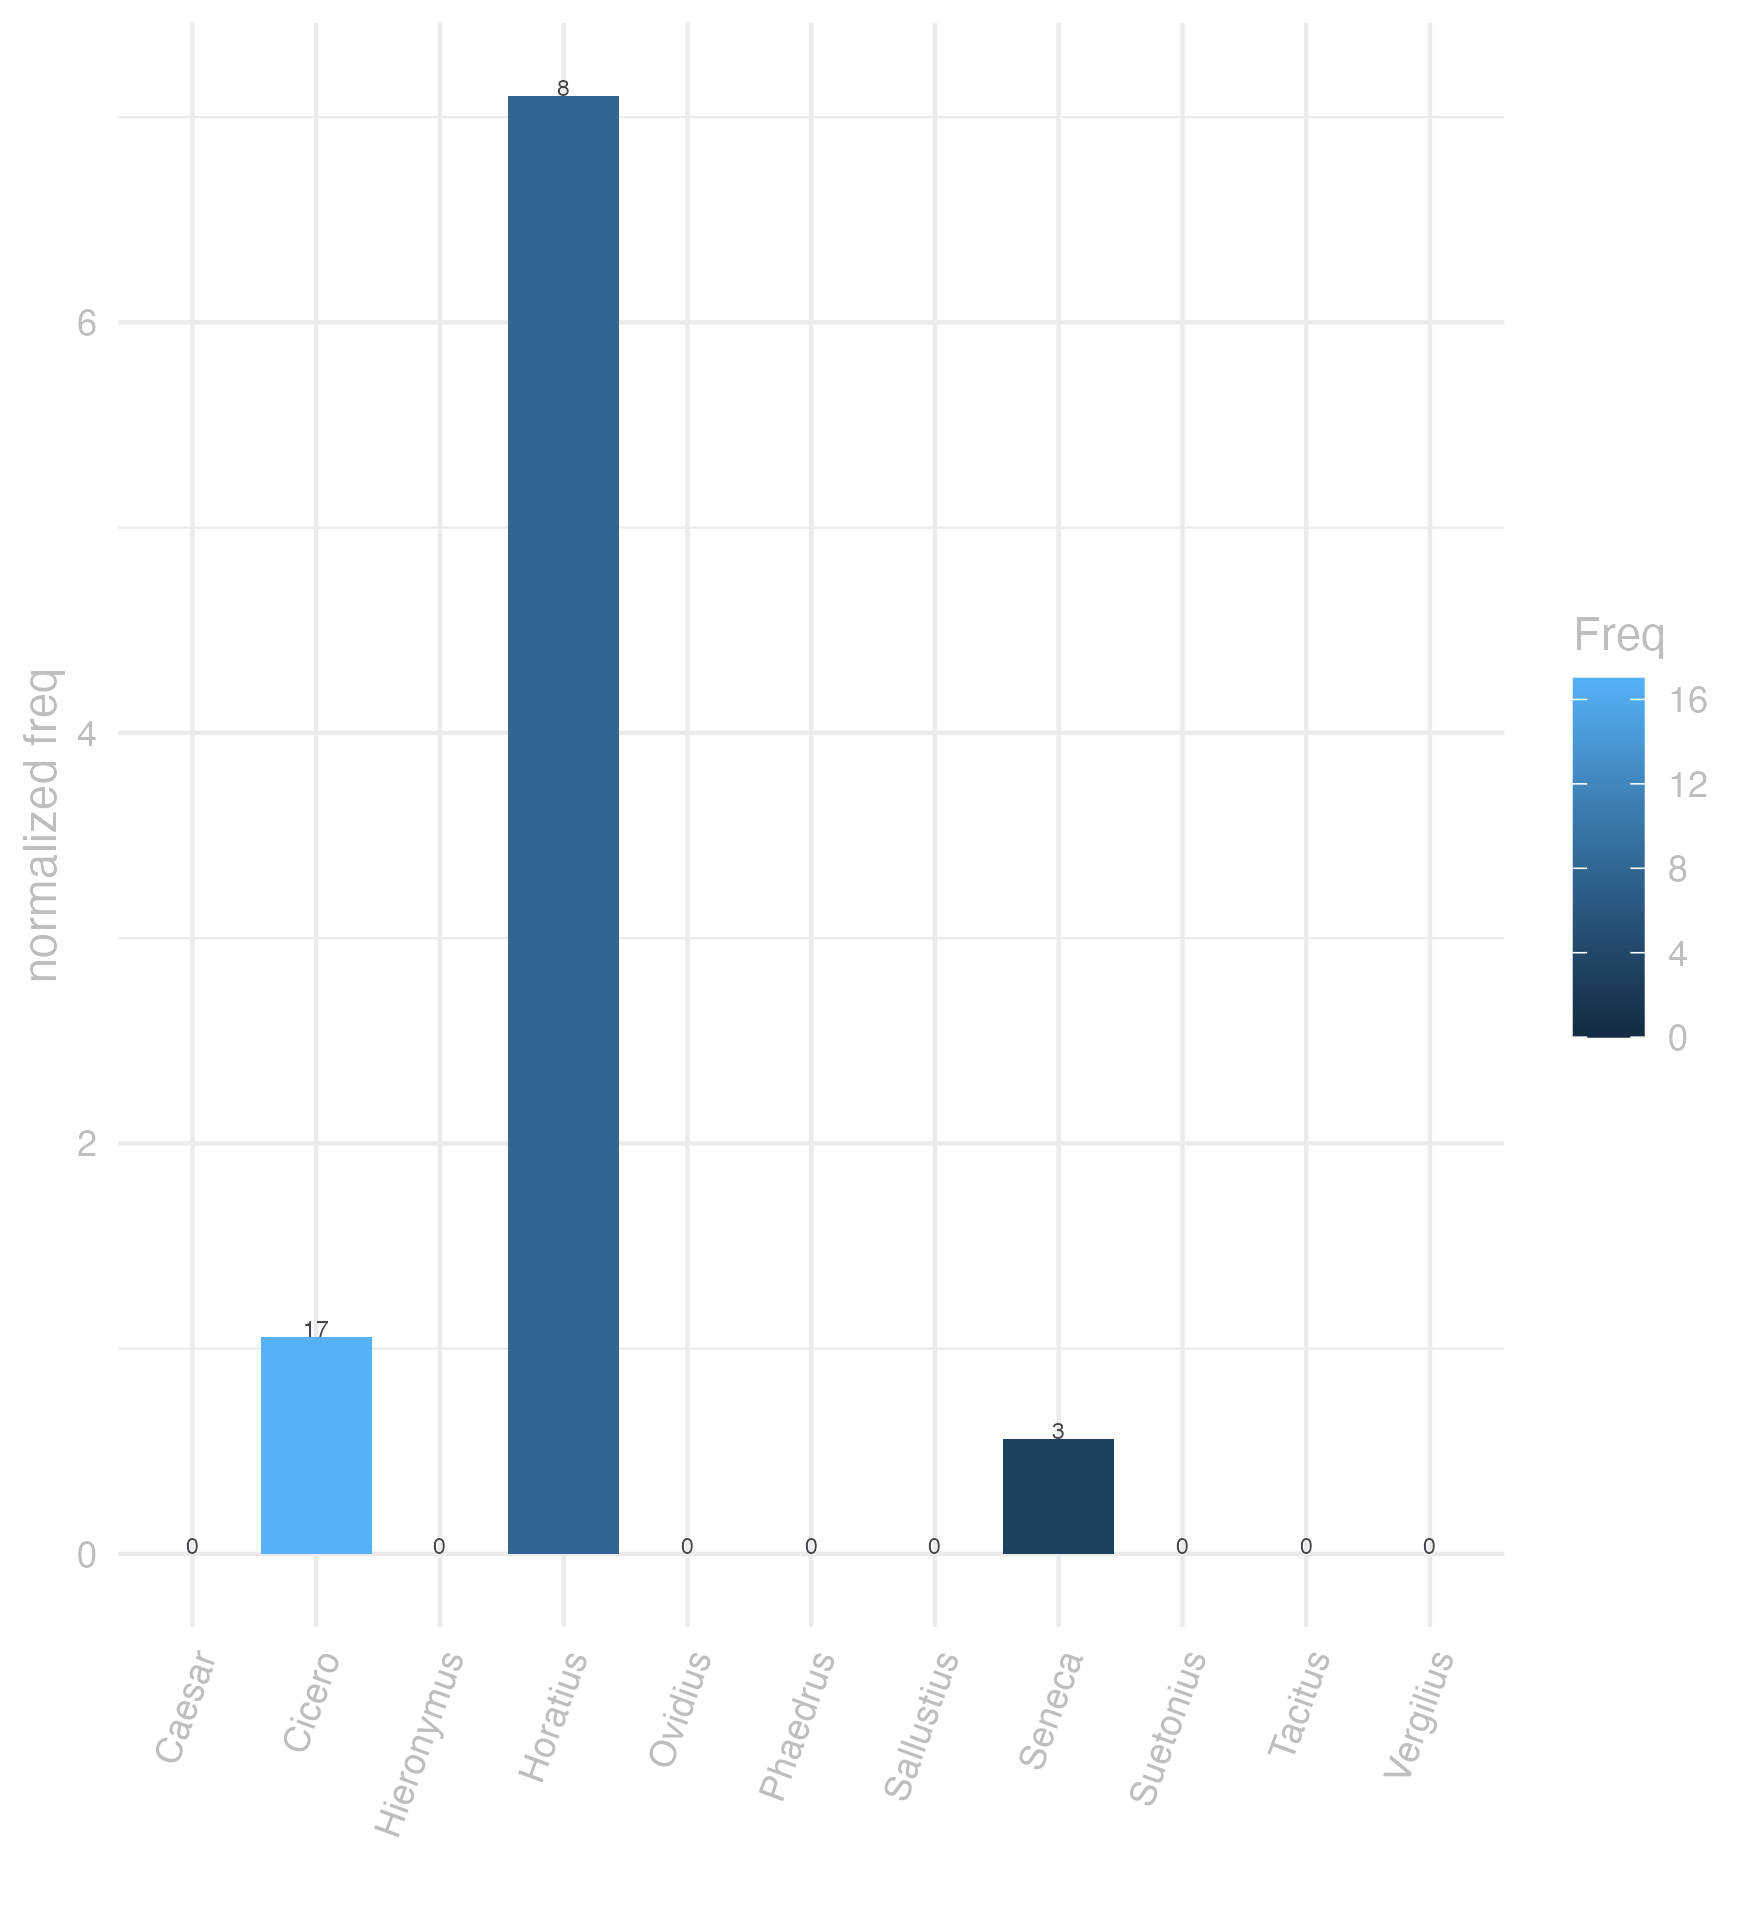 8
6
4
2
0
normalized freq
17
3
0
0
0
0
0
0
0
0
Caesar
Cicero
Hieronymus
Horatius
Ovidius
Phaedrus
Sallustius
Seneca
Suetonius
Tacitus
Vergilius
Freq
16
12
8
4
0